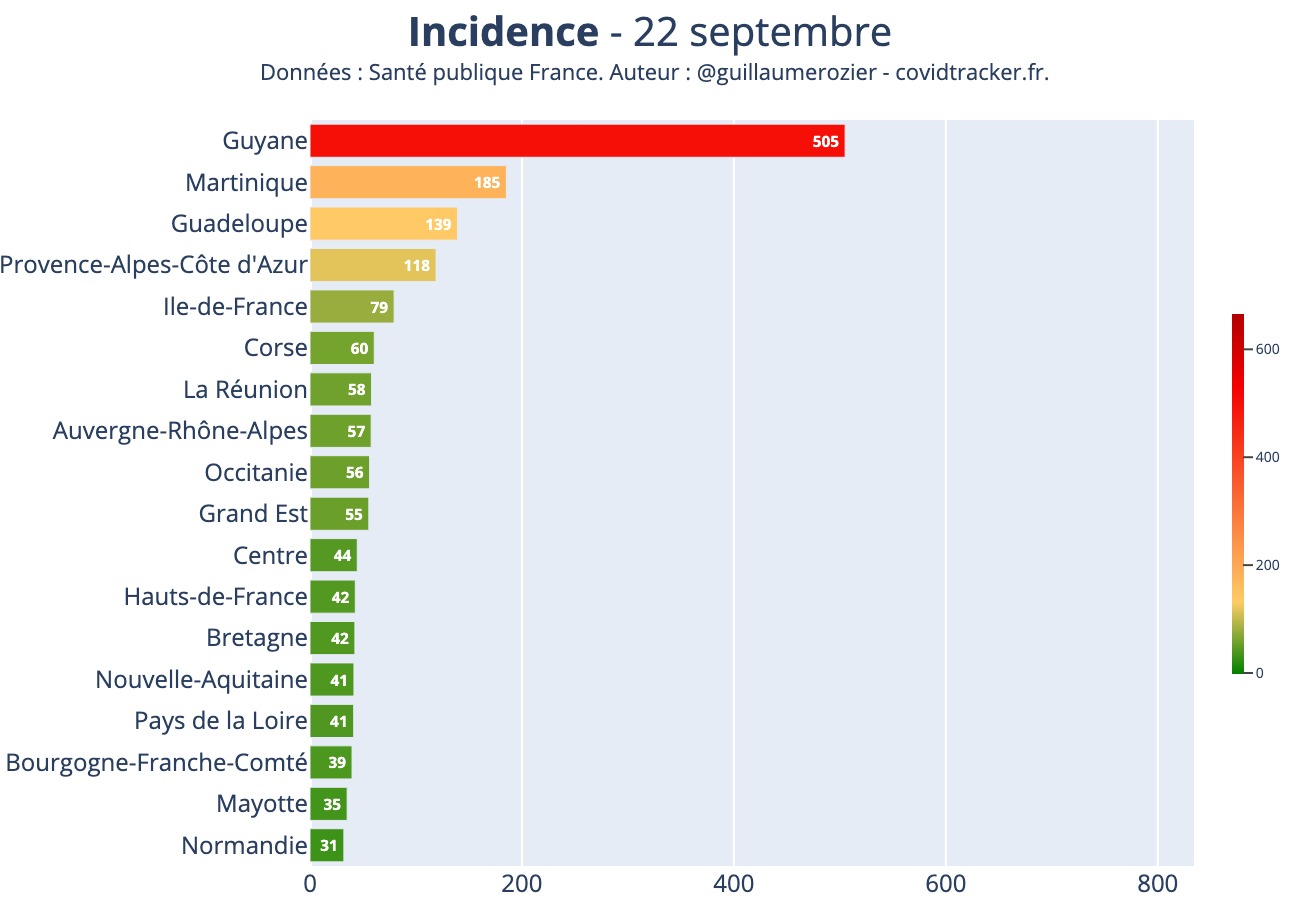 Incidence - 22 septembre
Données : Santé publique France. Auteur : @guillaumerozier - covidtracker.fr.
Guyane 505
Martinique 185
Guadeloupe 139
Provence-Alpes-Côte d'Azur 118
Ile-de-France 79
Corse 60
La Réunion 58
Auvergne-Rhône-Alpes 57
Occitanie 56
Grand Est 55
Centre 44
Hauts-de-France 42
Bretagne 42
Nouvelle-Aquitaine 41
Pays de la Loire 41
Bourgogne-Franche-Comté 39
Mayotte 35
Normandie 31
0 200 400 600 800
600
400
200
0